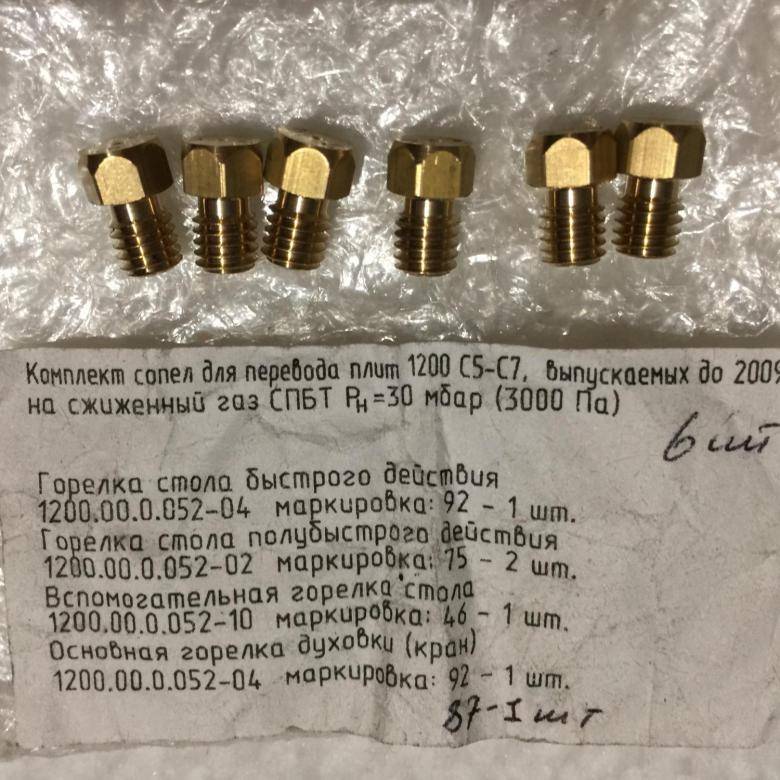 Комплект сопел для перевода плит 1200 С5-С7, выпускаемых до 2009
на сжиженный газ СПБТ Рн=30 мбар (3000 Па)
6 шт
Горелка стола быстрого действия
1200.00.0.052-04 маркировка: 92 - 1 шт.
Горелка стола полубыстрого действия
1200.00.0.052-02 маркировка: 75 - 2 шт.
Вспомогательная горелка стола
1200.00.0.052-10 маркировка: 46 - 1 шт.
Основная горелка духовки (кран)
1200.00.0.052-04 маркировка: 92 - 1 шт.
87-1 шт